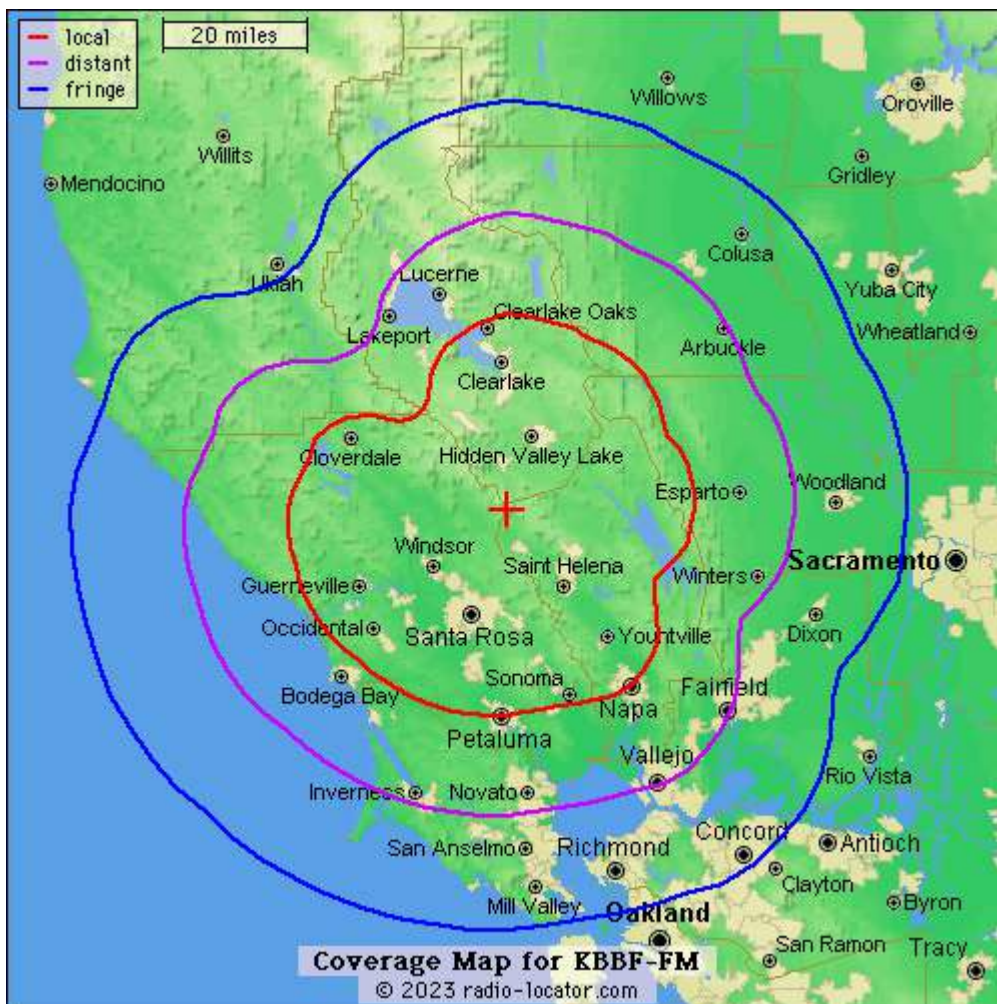 local
distant
fringe
20 miles
Willows
Oroville
Willits
Gridley
Mendocino
Colusa
Ukiah
Lucerne
Yuba City
Clearlake Oaks
Lakeport
Arbuckle
Wheatland
Clearlake
Cloverdale
Hidden Valley Lake
Esparto
Woodland
Windsor
Sacramento
Saint Helena
Guerneville
Winters
Occidental
Santa Rosa
Yountville
Dixon
Bodega Bay
Sonoma
Napa
Fairfield
Petaluma
Vallejo
Rio Vista
Inverness
Novato
San Anselmo
Richmond
Concord
Antioch
Clayton
Mill Valley
Oakland
Byron
San Ramon
Tracy
Coverage Map for KBBF-FM
© 2023 radio-locator.com